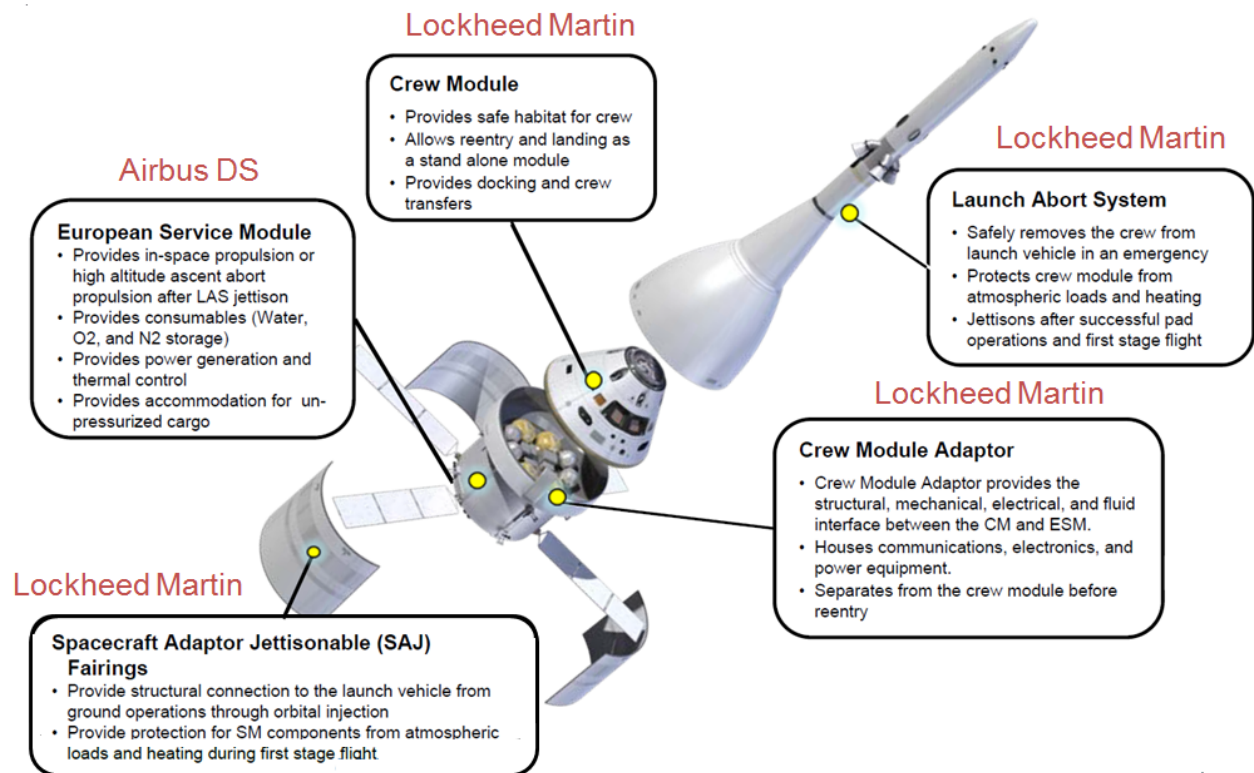 Lockheed Martin
Crew Module
• Provides safe habitat for crew
• Allows reentry and landing as
a stand alone module
• Provides docking and crew
transfers
Lockheed Martin
Launch Abort System
• Safely removes the crew from
launch vehicle in an emergency
• Protects crew module from
atmospheric loads and heating
• Jettisons after successful pad
operations and first stage flight
Airbus DS
European Service Module
• Provides in-space propulsion or
high altitude ascent abort
propulsion after LAS jettison
• Provides consumables (Water,
O2, and N2 storage)
• Provides power generation and
thermal control
• Provides accommodation for un-
pressurized cargo
Lockheed Martin
Crew Module Adaptor
• Crew Module Adaptor provides the
structural, mechanical, electrical, and fluid
interface between the CM and ESM.
• Houses communications, electronics, and
power equipment.
• Separates from the crew module before
reentry
Lockheed Martin
Spacecraft Adaptor Jettisonable (SAJ)
Fairings
• Provide structural connection to the launch vehicle from
ground operations through orbital injection
• Provide protection for SM components from atmospheric
loads and heating during first stage flight